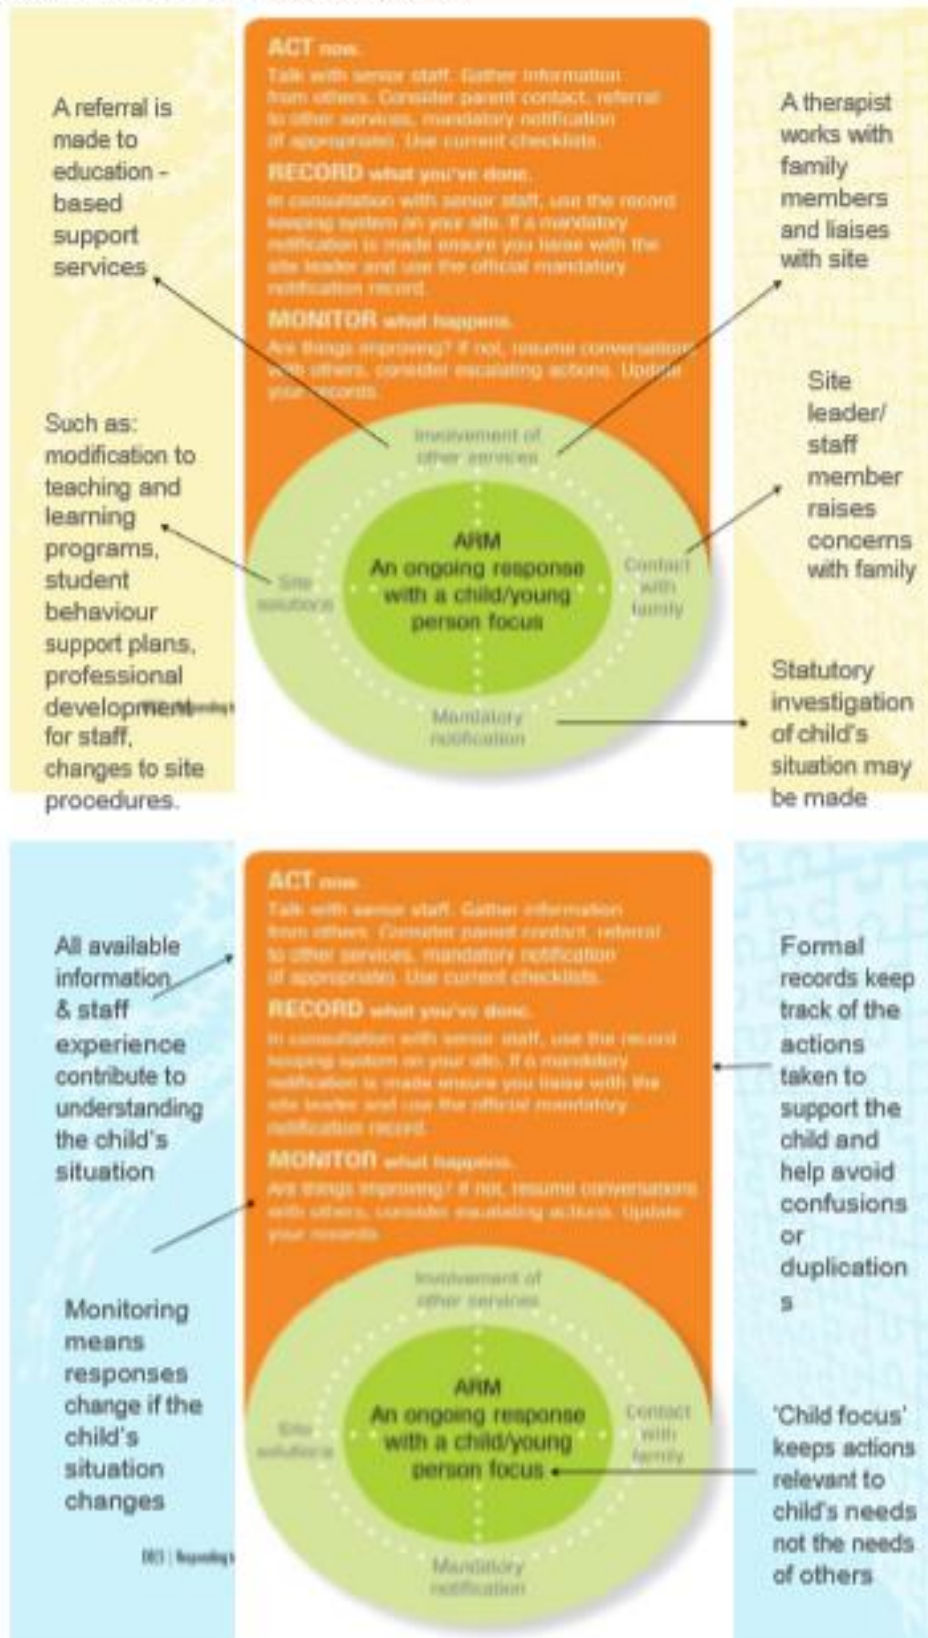 A referral is
made to
education -
based
support
services
Such as:
modification to
teaching and
learning
programs,
student
behaviour
support plans,
professional
development
for staff,
changes to site
procedures.
ACT now.
Talk with senior staff. Gather information
from others. Consider parent contact, referral
to other services, mandatory notification
(if appropriate). Use current checklists.
RECORD what you've done.
In consultation with senior staff, use the record
keeping system on your site. If a mandatory
notification is made ensure you liaise with the
site leader and use the official mandatory
notification record.
MONITOR what happens.
Are things improving? If not, resume conversations
with others, consider escalating actions. Update
your records.
Involvement of
other services
ARM
An ongoing response
with a child/young
person focus
Site
solutions
Contact
with
family
Mandatory
notification
A therapist
works with
family
members
and liaises
with site
Site
leader/
staff
member
raises
concerns
with family
Statutory
investigation
of child's
situation may
be made
All available
information
& staff
experience
contribute to
understanding
the child's
situation
Monitoring
means
responses
change if the
child's
situation
changes
Responding
ACT now.
Talk with senior staff. Gather information
from others. Consider parent contact, referral
to other services, mandatory notification
(if appropriate). Use current checklists.
RECORD what you've done.
In consultation with senior staff, use the record
keeping system on your site. If a mandatory
notification is made ensure you liaise with the
site leader and use the official mandatory
notification record.
MONITOR what happens.
Are things improving? If not, resume conversations
with others, consider escalating actions. Update
your records.
Involvement of
other services
ARM
An ongoing response
with a child/young
person focus
Site
solutions
Contact
with
family
Mandatory
notification
Formal
records keep
track of the
actions
taken to
support the
child and
help avoid
confusions
or
duplication
s
'Child focus'
keeps actions
relevant to
child's needs
not the needs
of others